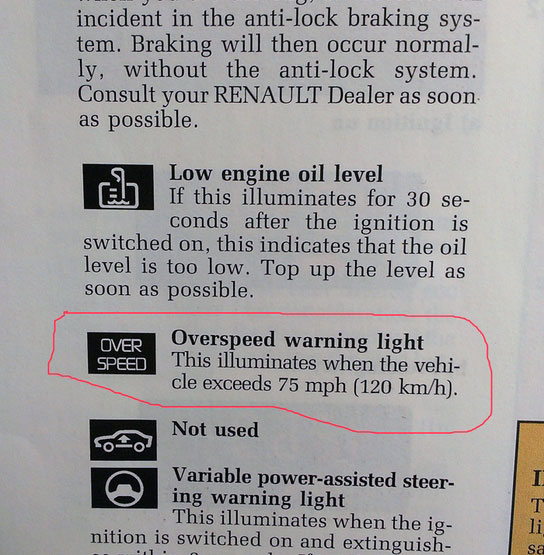 incident in the anti-lock braking sys-
tem. Braking will then occur normal-
ly, without the anti-lock system.
Consult your RENAULT Dealer as soon
as possible.
Low engine oil level
If this illuminates for 30 se-
conds after the ignition is
switched on, this indicates that the oil
level is too low. Top up the level as
soon as possible.
OVER
SPEED
Overspeed warning light
This illuminates when the vehi-
cle exceeds 75 mph (120 km/h).
Not used
Variable power-assisted steer-
ing warning light
This illuminates when the ig-
nition is switched on and extinguish-